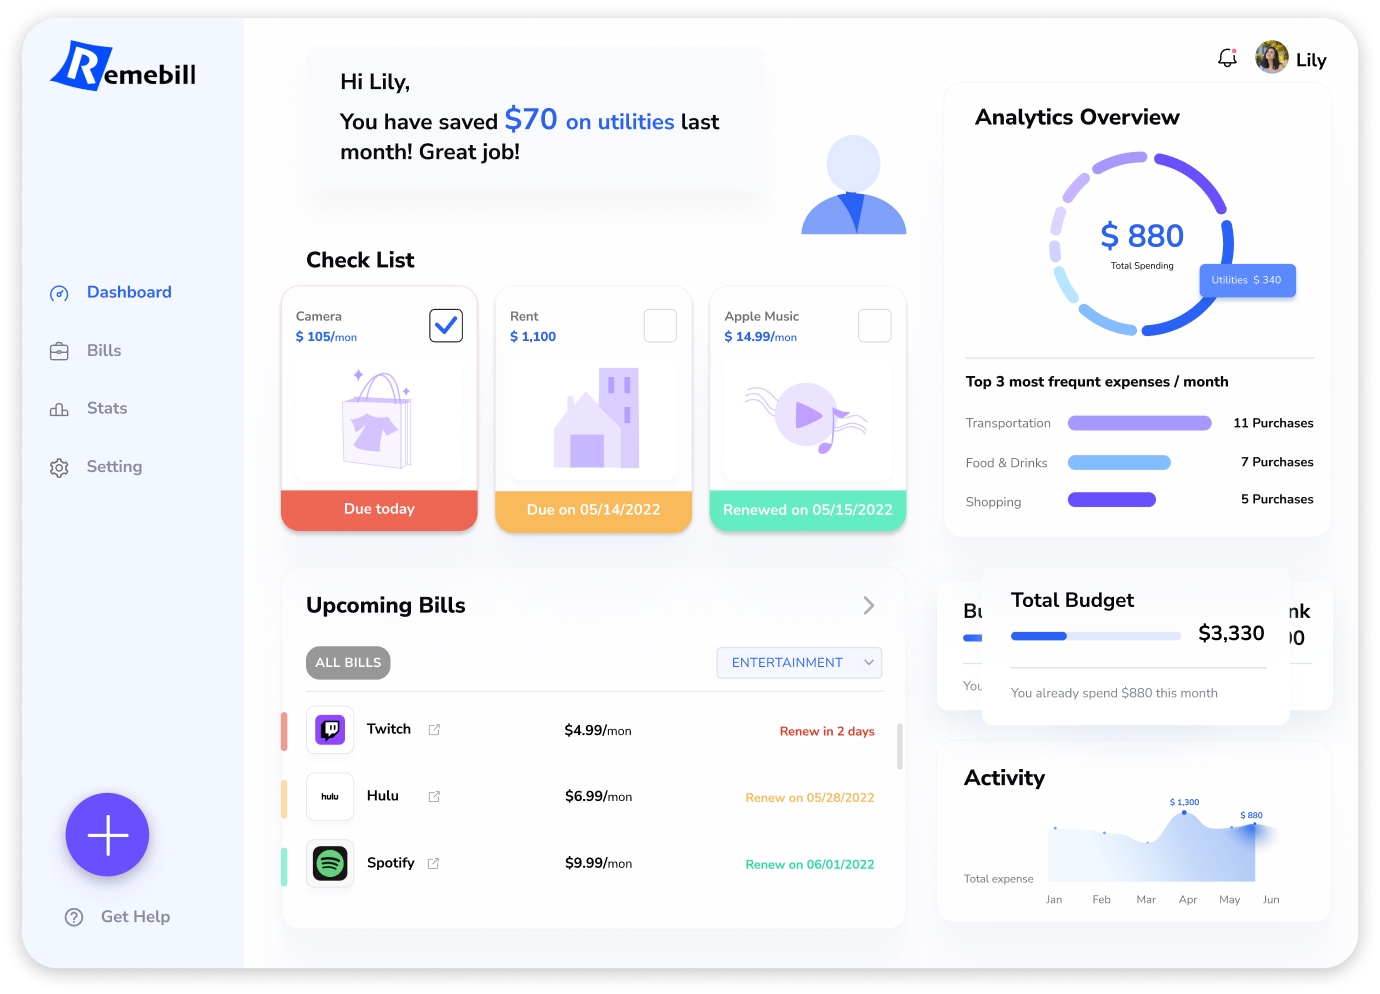 Remebill
Dashboard
Bills
Stats
Setting
Get Help
Hi Lily,
You have saved $70 on utilities last
month! Great job!
Lily
Check List
Camera
$ 105/mon
Due today
Rent
$ 1,100
Due on 05/14/2022
Apple Music
$ 14.99/mon
Renewed on 05/15/2022
Upcoming Bills
ALL BILLS
ENTERTAINMENT
Twitch
$4.99/mon
Renew in 2 days
hulu
Hulu
$6.99/mon
Renew on 05/28/2022
Spotify
$9.99/mon
Renew on 06/01/2022
Analytics Overview
$ 880
Total Spending
Utilities $ 340
Top 3 most frequnt expenses / month
Transportation
11 Purchases
Food & Drinks
7 Purchases
Shopping
5 Purchases
Total Budget
$3,330
You already spend $880 this month
Activity
$ 1,300
$ 880
Total expense
Jan Feb Mar Apr May Jun